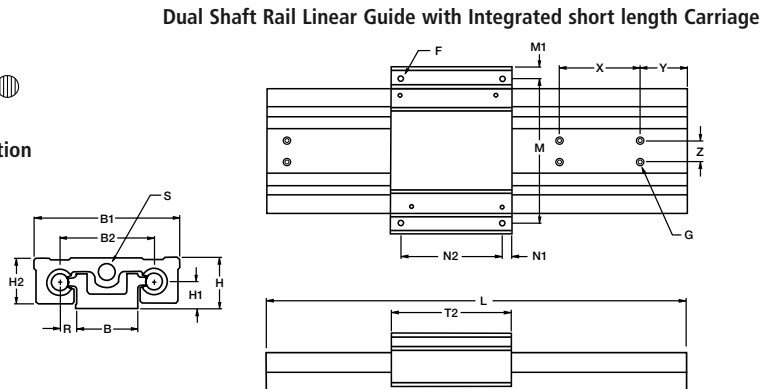 Dual Shaft Rail Linear Guide with Integrated short length Carriage
F
M1
X
Y
M
Z
G
N2
N1
tion
S
B1
B2
H2
H1
H
R
B
L
T2